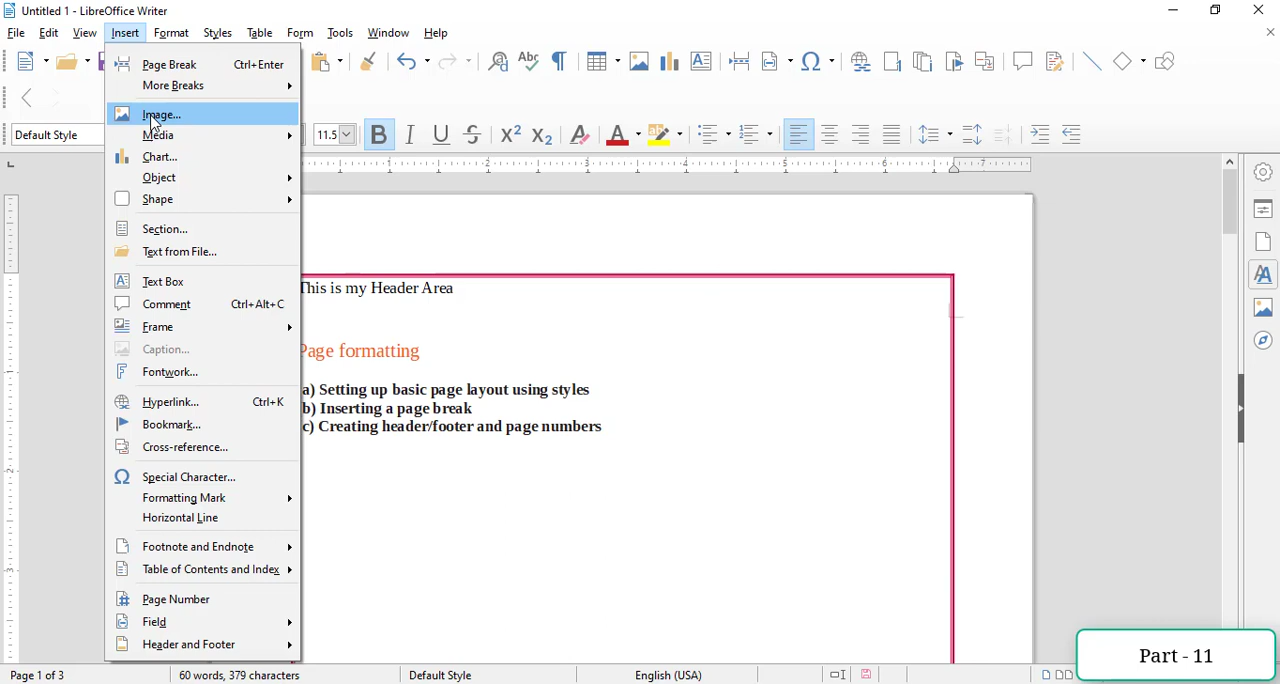 Untitled 1 - LibreOffice Writer
File Edit View Insert Format Styles Table Form Tools Window Help
Page Break Ctrl+Enter
More Breaks
Image...
Media
Chart...
Object
Shape
Section...
Text from File...
Text Box
Comment Ctrl+Alt+C
Frame
Caption...
Fontwork...
Hyperlink... Ctrl+K
Bookmark...
Cross-reference...
Special Character...
Formatting Mark
Horizontal Line
Footnote and Endnote
Table of Contents and Index
Page Number
Field
Header and Footer
Default Style
11.5
This is my Header Area
Page formatting
a) Setting up basic page layout using styles
b) Inserting a page break
c) Creating header/footer and page numbers
Part - 11
Page 1 of 3 60 words, 379 characters Default Style English (USA)